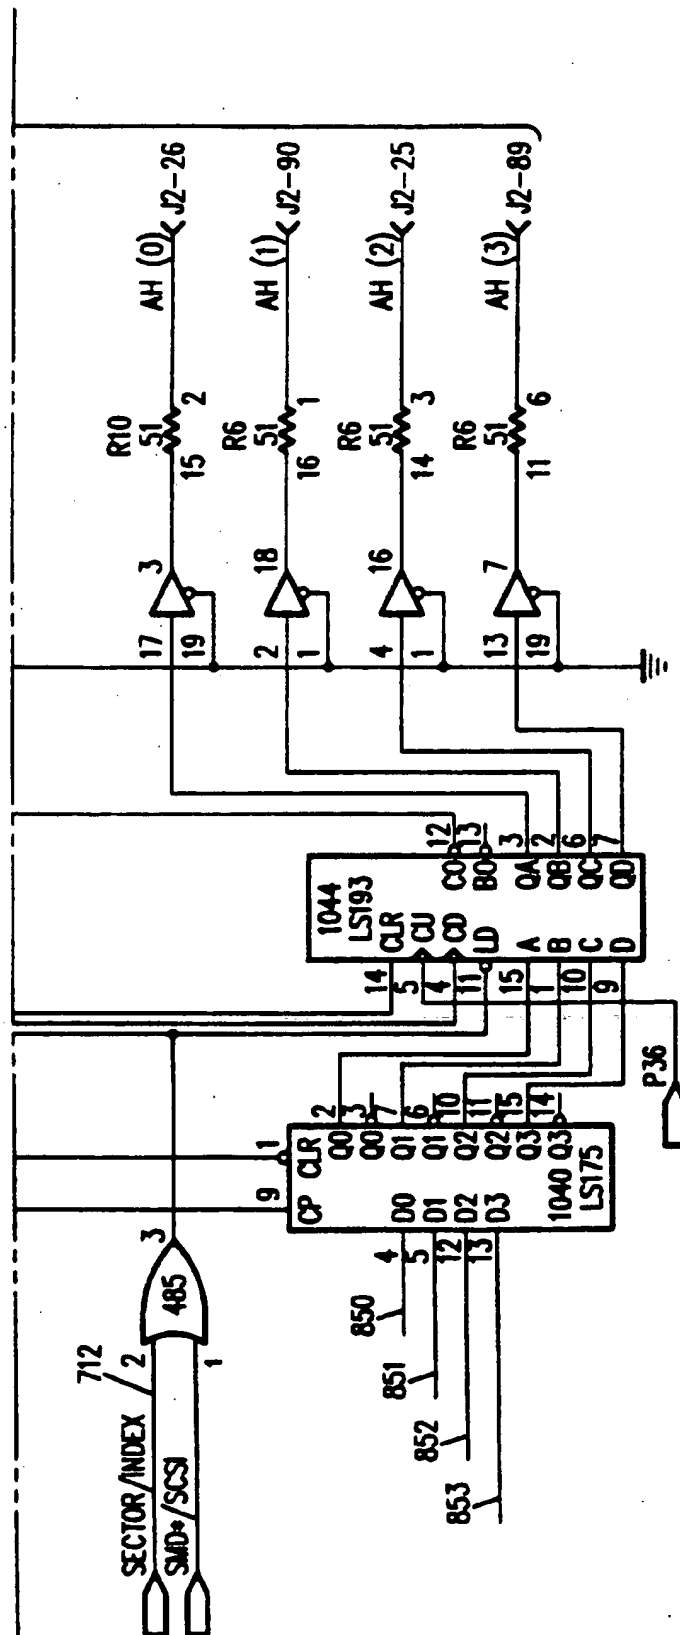 SECTOR/INDEX
712
2
SMD*/SCSI
1
485
3
850
851
852
853
4
5
12
13
9
CP
1
CLR
D0
D1
D2
D3
Q0 2
Q0 3
Q1 7
Q1 6
Q2 10
Q2 11
Q3 15
Q3 14
1040
LS175
P36
1044
LS193
14 CLR
5 CU
4 CD
11 LD
15 A
1 B
10 C
9 D
CO 12
BO 13
QA 3
QB 2
QC 6
QD 7
17 3
19
R10
51
15 2
AH (0)
J2-26
2 18
1
R6
51
16 1
AH (1)
J2-90
4 16
1
R6
51
14 3
AH (2)
J2-25
13 7
19
R6
51
11 6
AH (3)
J2-89